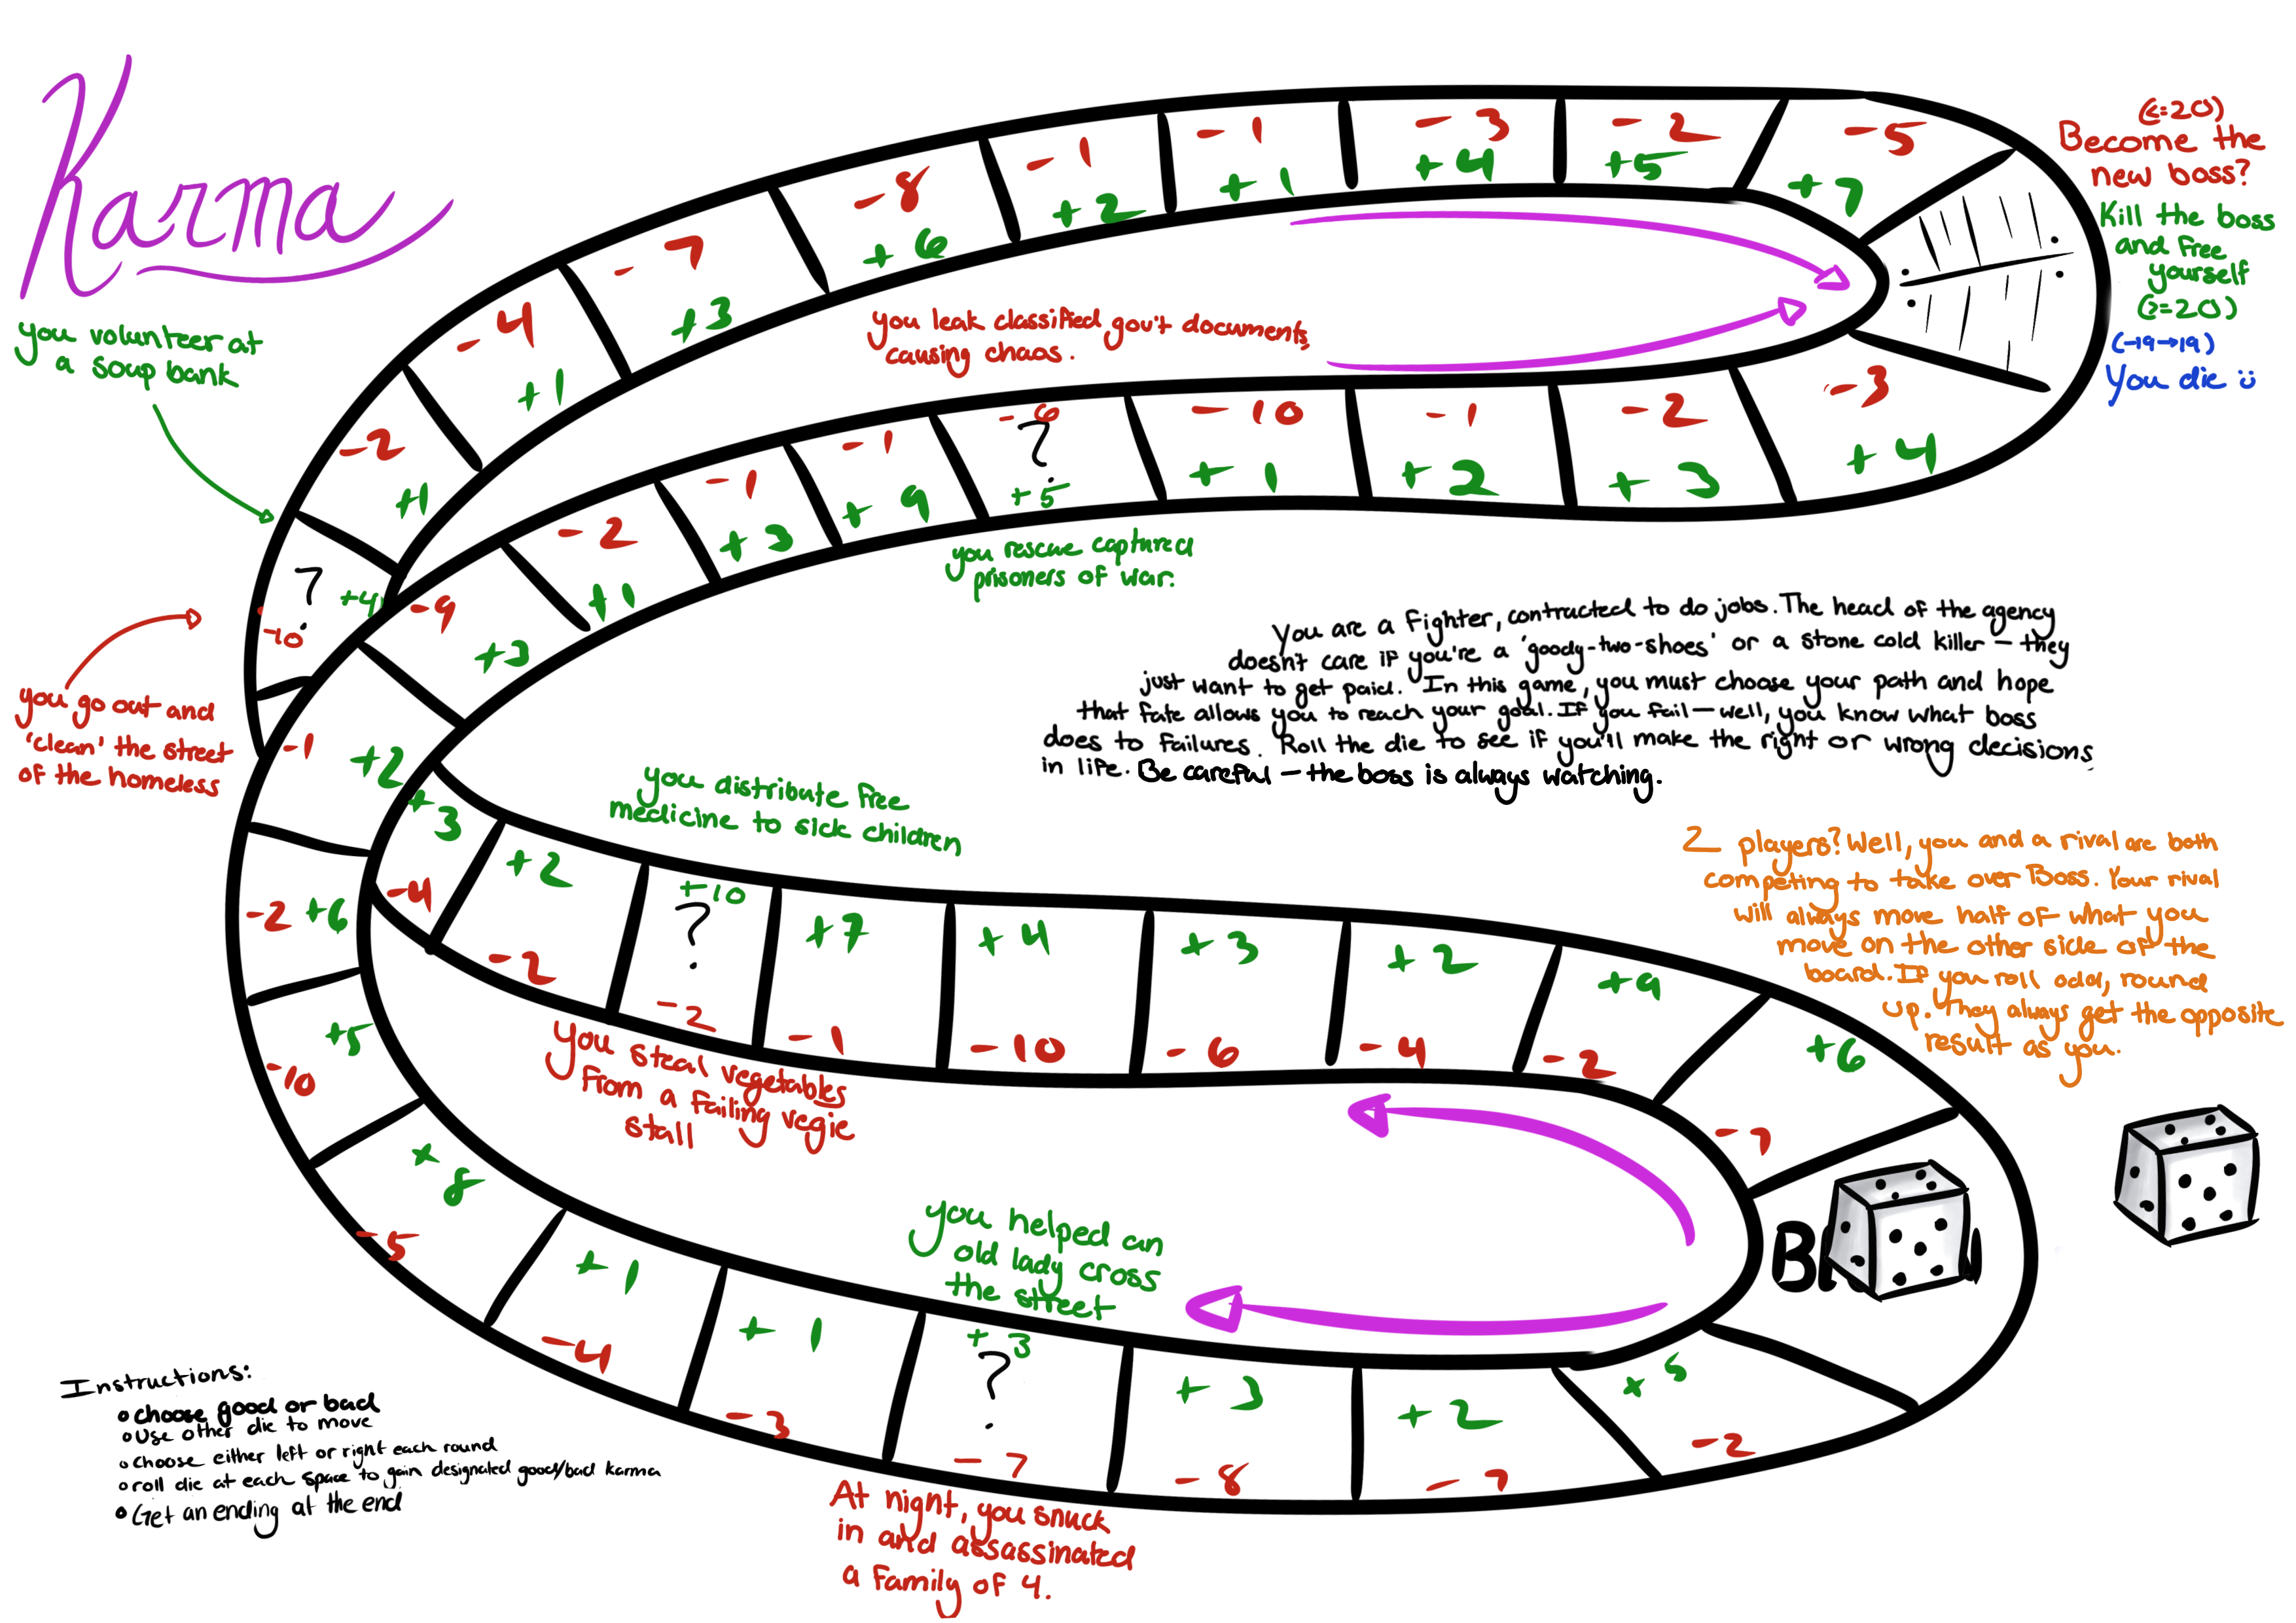 Karma
(<=20)
Become the
new boss?
Kill the boss
and free
yourself
(>=20)
(-19→19)
You die ü
you volunteer at
a soup bank
you go out and
'clean' the street
of the homeless
-5
+7
-2
+5
-3
+4
-1
+1
-1
+2
-8
+6
-7
+3
-4
+1
-2
+1
?
+4
-10
you leak classified gov't documents
causing chaos.
-3
+4
-2
+3
-1
+2
-10
+1
-6
?
+5
-1
+9
-1
+3
-2
+1
-9
+3
-1
+2
-2 +6
+5
-10
you rescue captured
prisoners of war.
You are a Fighter, contracted to do jobs. The head of the agency
doesn't care if you're a 'goody-two-shoes' or a stone cold killer — they
just want to get paid. In this game, you must choose your path and hope
that fate allows you to reach your goal. If you fail — well, you know what boss
does to failures. Roll the die to see if you'll make the right or wrong decisions
in life. Be careful — the boss is always watching.
2 players? Well, you and a rival are both
competing to take over Boss. Your rival
will always move half of what you
move on the other side of the
board. If you roll odd, round
up. They always get the opposite
result as you.
you distribute free
medicine to sick children
+3
-4
+2
-2
+10
?
-2
+7
-1
+4
-10
+3
-6
+2
-4
+9
-2
+6
-7
you steal vegetables
from a failing vegie
stall
you helped an
old lady cross
the street
+8
-5
+1
-4
+1
-3
+3
?
-7
+3
-8
+2
-7
+5
-2
At night, you snuck
in and assassinated
a family of 4.
Instructions:
• choose good or bad
• Use other die to move
• choose either left or right each round
• roll die at each space to gain designated good/bad karma
• Get an ending at the end